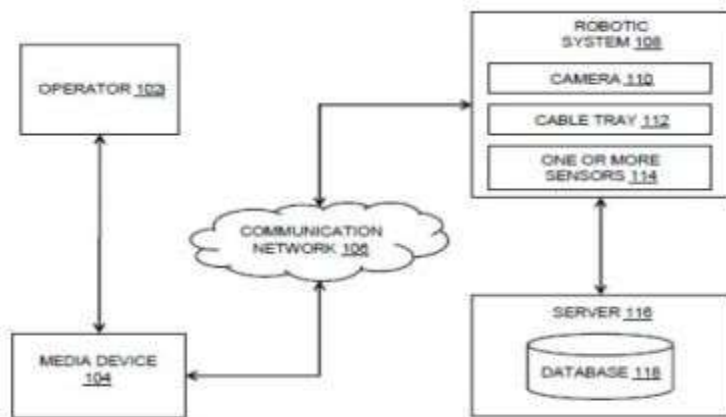 OPERATOR 102
MEDIA DEVICE
104
COMMUNICATION
NETWORK 106
ROBOTIC
SYSTEM 108
CAMERA 110
CABLE TRAY 112
ONE OR MORE
SENSORS 114
SERVER 116
DATABASE 118